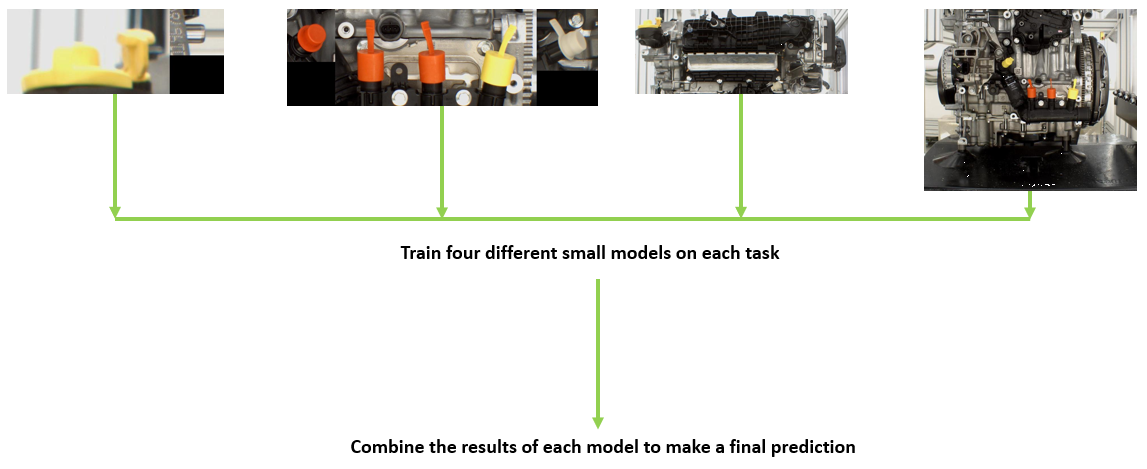 Train four different small models on each task
Combine the results of each model to make a final prediction